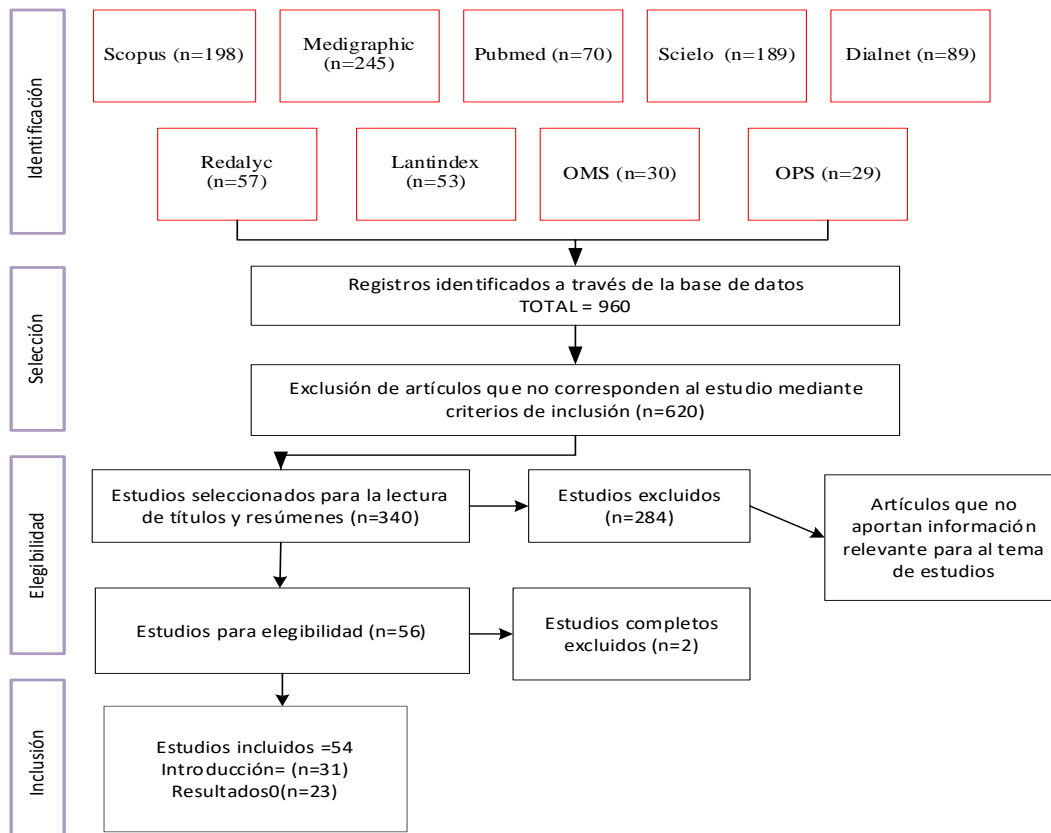 Identificación
Scopus (n=198)
Medigraphic
(n=245)
Pubmed (n=70)
Scielo (n=189)
Dialnet (n=89)
Redalyc
(n=57)
Lantindex
(n=53)
OMS (n=30)
OPS (n=29)
Selección
Registros identificados a través de la base de datos
TOTAL = 960
Exclusión de artículos que no corresponden al estudio mediante
criterios de inclusión (n=620)
Elegibilidad
Estudios seleccionados para la lectura
de títulos y resúmenes (n=340)
Estudios excluidos
(n=284)
Artículos que no
aportan información
relevante para al tema
de estudios
Estudios para elegibilidad (n=56)
Estudios completos
excluidos (n=2)
Inclusión
Estudios incluidos =54
Introducción= (n=31)
Resultados0(n=23)